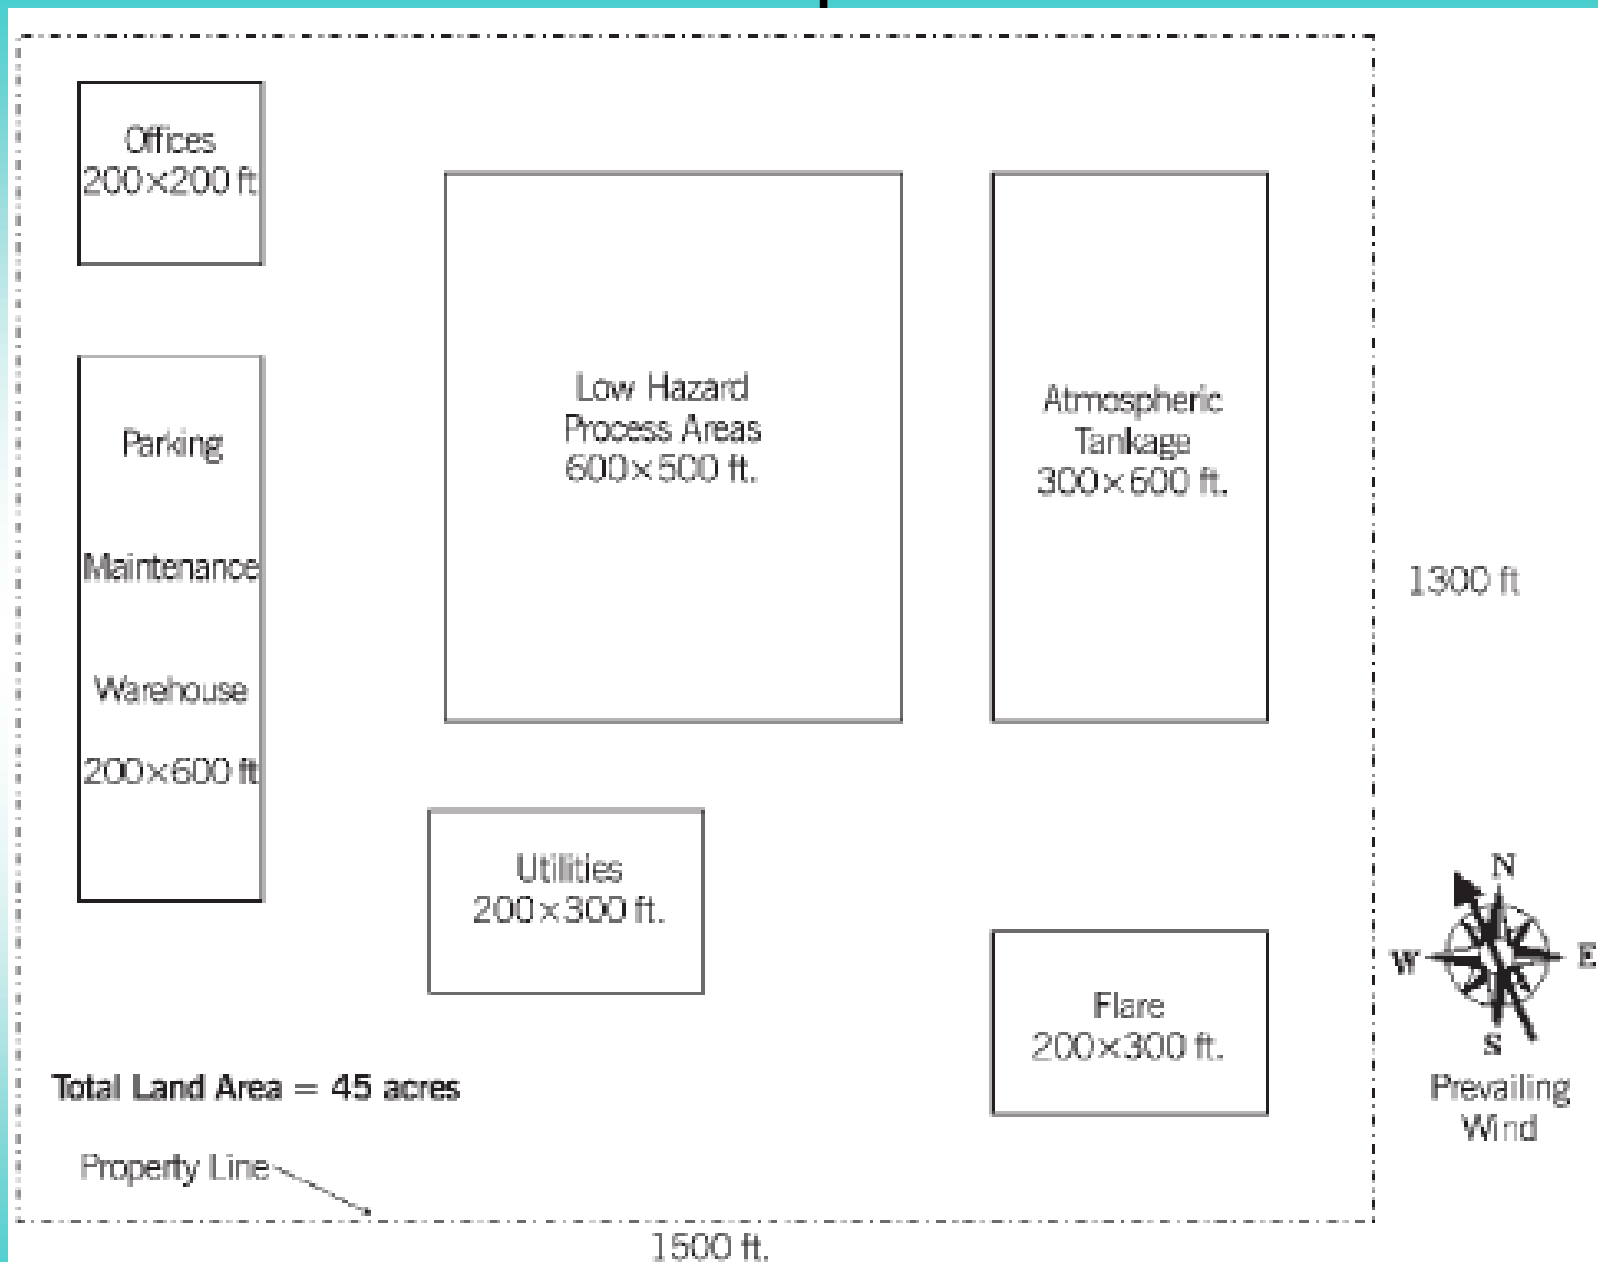 Offices
200×200 ft
Parking
Maintenance
Warehouse
200×600 ft
Low Hazard
Process Areas
600×500 ft.
Atmospheric
Tankage
300×600 ft.
1300 ft
Utilities
200×300 ft.
Flare
200×300 ft.
N
W
E
S
Prevailing
Wind
Total Land Area = 45 acres
Property Line
1500 ft.